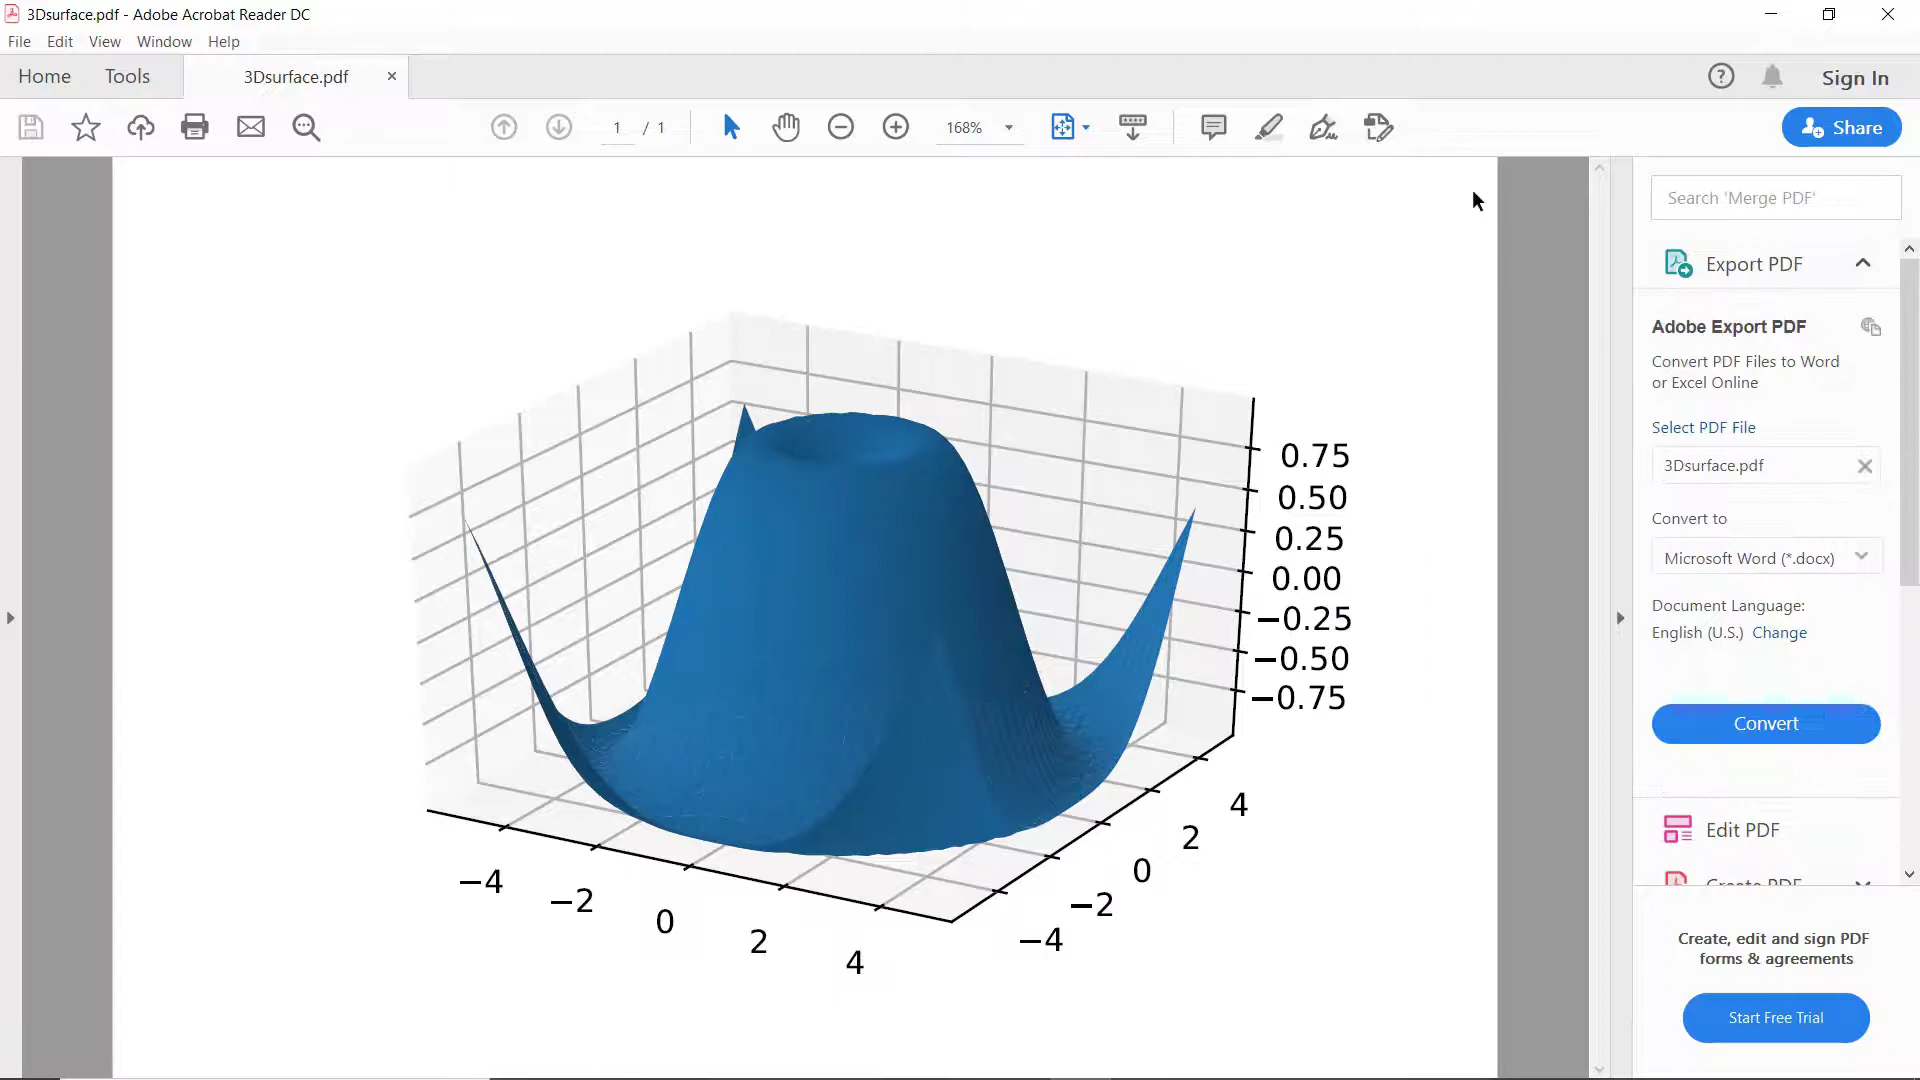 3Dsurface.pdf - Adobe Acrobat Reader DC
File Edit View Window Help
Home Tools 3Dsurface.pdf × Sign In
1 / 1 168% Share
Search 'Merge PDF'
Export PDF
Adobe Export PDF
Convert PDF Files to Word
or Excel Online
Select PDF File
3Dsurface.pdf
Convert to
Microsoft Word (*.docx)
Document Language:
English (U.S.) Change
Convert
Edit PDF
Create PDF
Create, edit and sign PDF
forms & agreements
Start Free Trial
0.75
0.50
0.25
0.00
−0.25
−0.50
−0.75
4
2
0
−2
−4
−4
−2
0
2
4